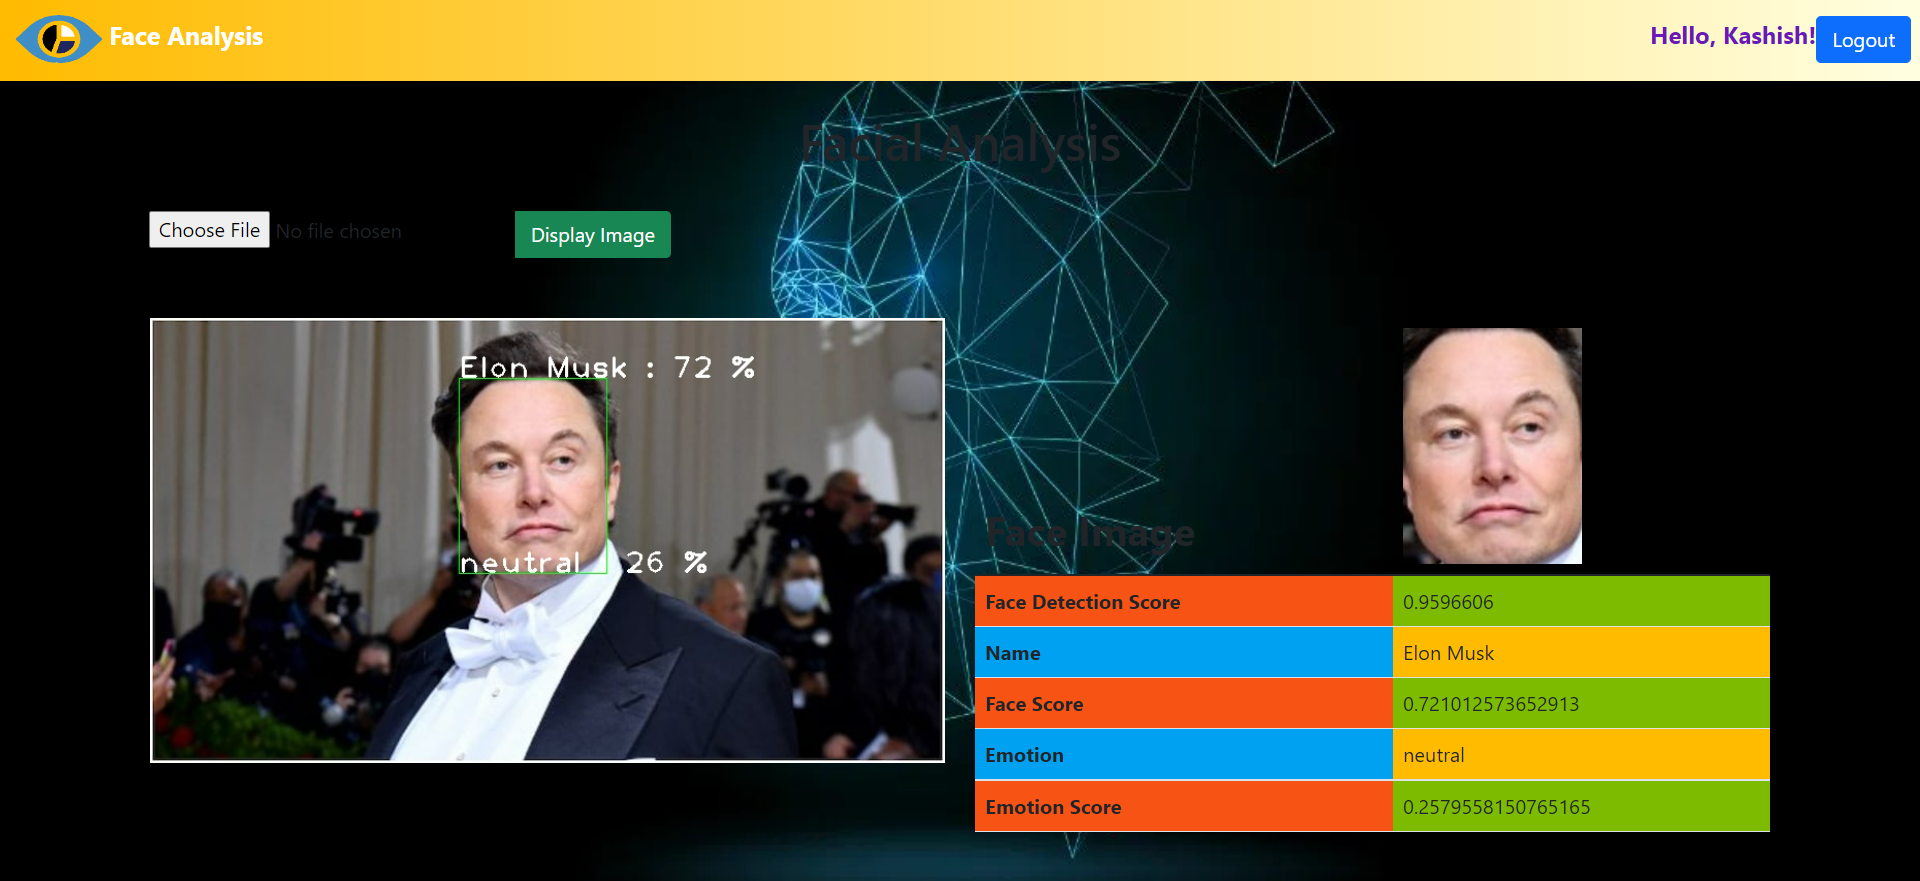 Face Analysis
Hello, Kashish!
Logout
Facial Analysis
Choose File No file chosen
Display Image
Elon Musk : 72 %
neutral 26 %
Face Image
Face Detection Score 0.9596606
Name Elon Musk
Face Score 0.721012573652913
Emotion neutral
Emotion Score 0.2579558150765165